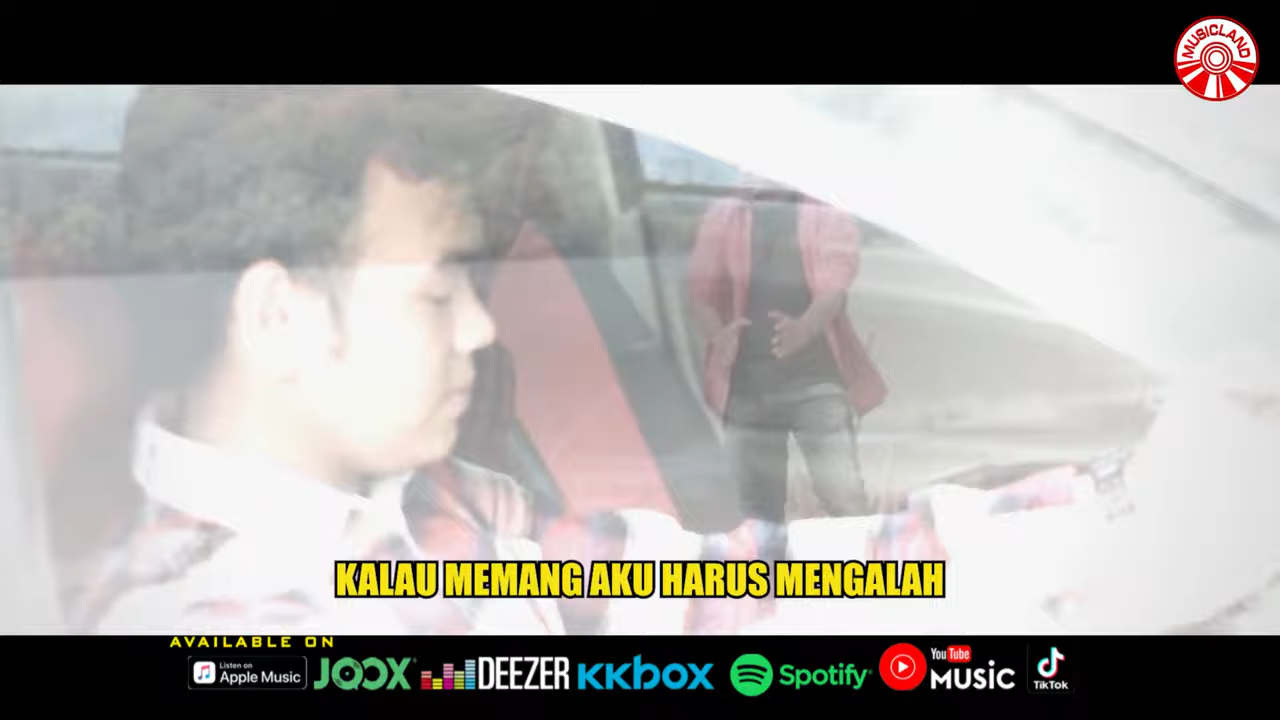 MUSICLAND
KALAU MEMANG AKU HARUS MENGALAH
AVAILABLE ON
Listen on
Apple Music
JOOX
DEEZER
KKBOX
Spotify
YouTube
MUSIC
TikTok